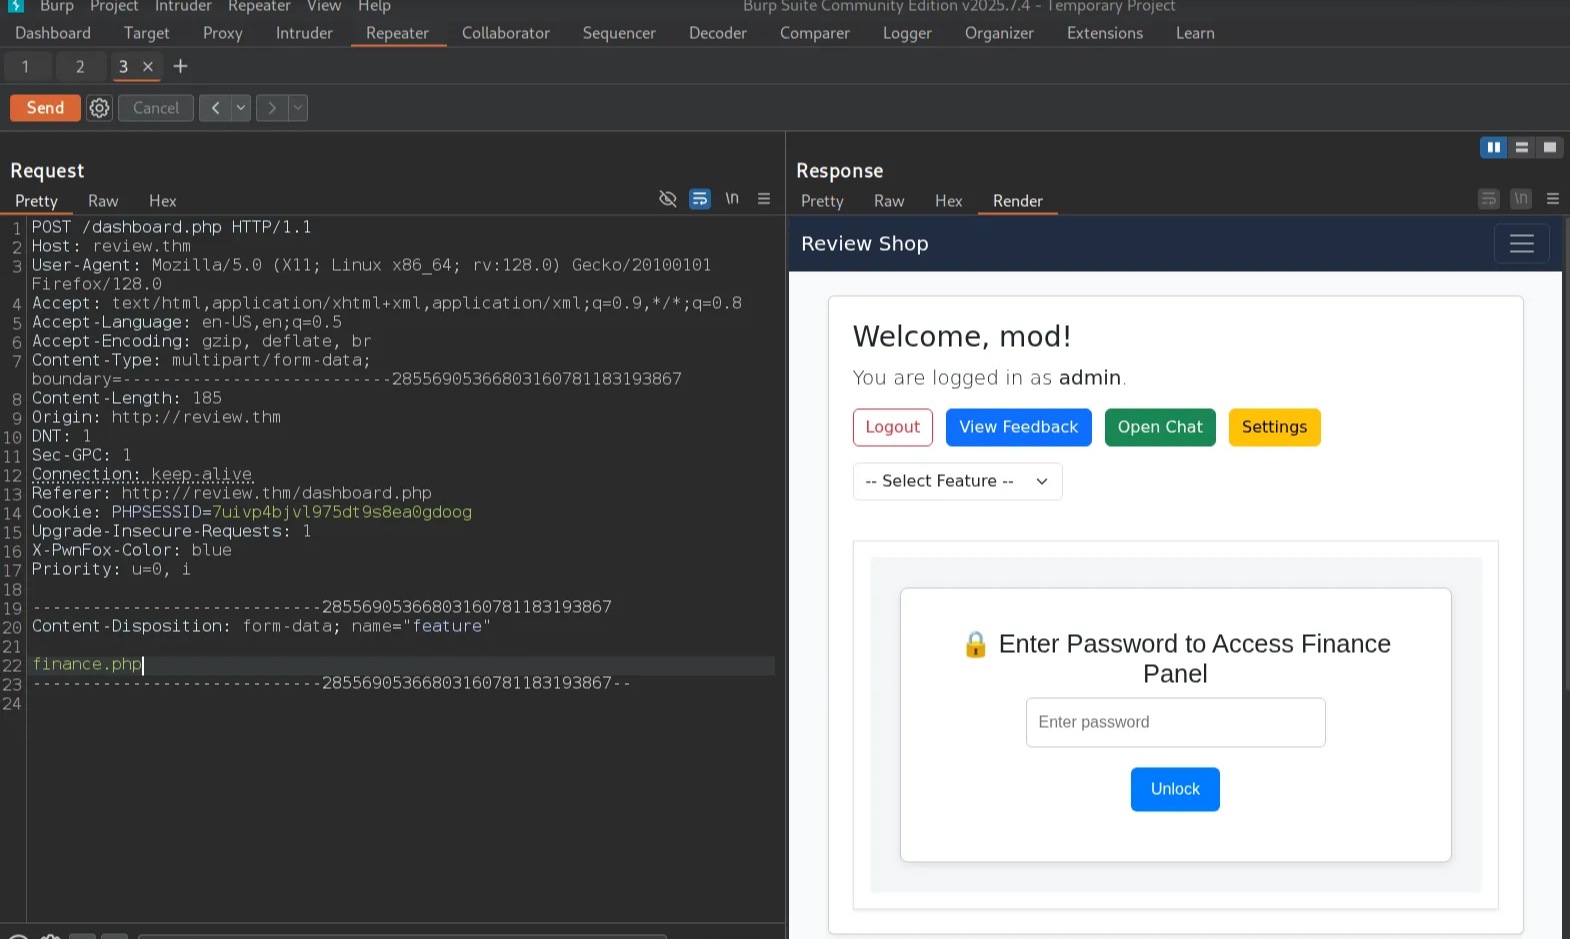 Burp Project Intruder Repeater View Help
Burp Suite Community Edition v2025.7.4 - Temporary Project
Dashboard Target Proxy Intruder Repeater Collaborator Sequencer Decoder Comparer Logger Organizer Extensions Learn
1 2 3 × +
Send Cancel < >
Request
Pretty Raw Hex \n
1 POST /dashboard.php HTTP/1.1
2 Host: review.thm
3 User-Agent: Mozilla/5.0 (X11; Linux x86_64; rv:128.0) Gecko/20100101
Firefox/128.0
4 Accept: text/html,application/xhtml+xml,application/xml;q=0.9,*/*;q=0.8
5 Accept-Language: en-US,en;q=0.5
6 Accept-Encoding: gzip, deflate, br
7 Content-Type: multipart/form-data;
boundary=---------------------------28556905366803160781183193867
8 Content-Length: 185
9 Origin: http://review.thm
10 DNT: 1
11 Sec-GPC: 1
12 Connection: keep-alive
13 Referer: http://review.thm/dashboard.php
14 Cookie: PHPSESSID=7uivp4bjvl975dt9s8ea0gdoog
15 Upgrade-Insecure-Requests: 1
16 X-PwnFox-Color: blue
17 Priority: u=0, i
18
19 -----------------------------28556905366803160781183193867
20 Content-Disposition: form-data; name="feature"
21
22 finance.php
23 -----------------------------28556905366803160781183193867--
24
Response
Pretty Raw Hex Render \n
Review Shop
Welcome, mod!
You are logged in as admin.
Logout View Feedback Open Chat Settings
-- Select Feature --
🔒 Enter Password to Access Finance
Panel
Enter password
Unlock